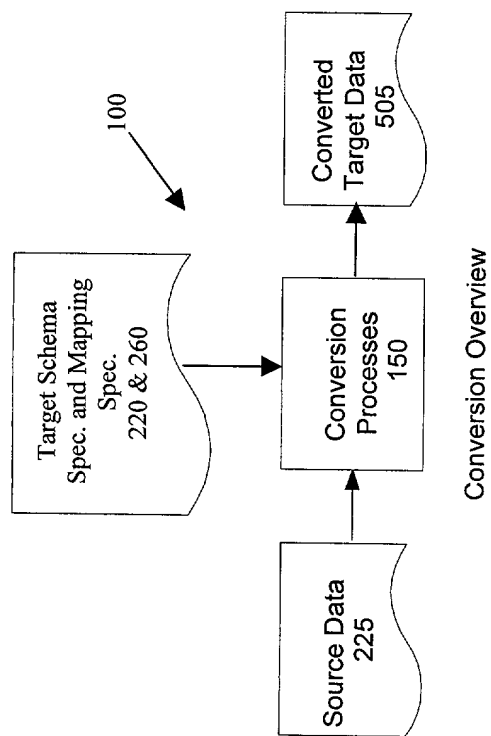 100
Target Schema
Spec. and Mapping
Spec.
220 & 260
Source Data
225
Conversion
Processes
150
Converted
Target Data
505
Conversion Overview